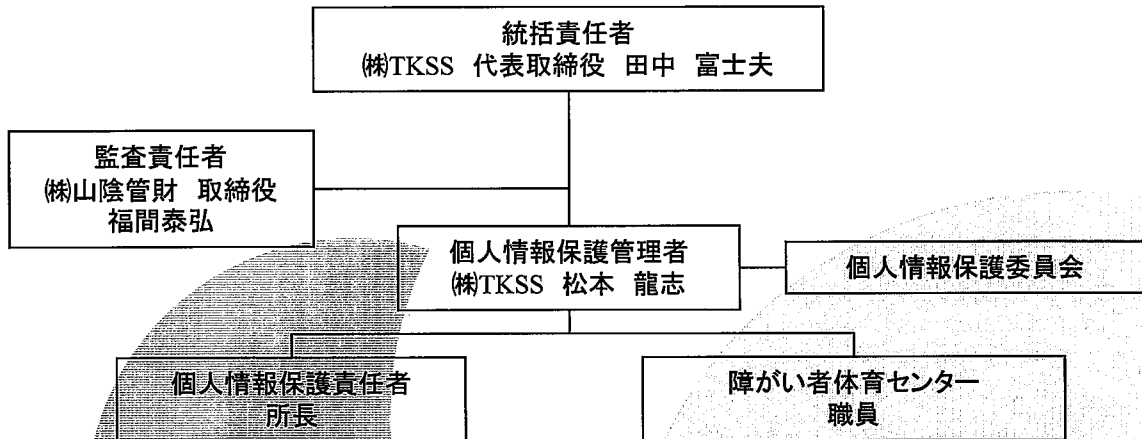 統括責任者
㈱TKSS 代表取締役 田中 富士夫
監査責任者
㈱山陰管財 取締役
福間泰弘
個人情報保護管理者
㈱TKSS 松本 龍志
個人情報保護委員会
個人情報保護責任者
所長
障がい者体育センター
職員